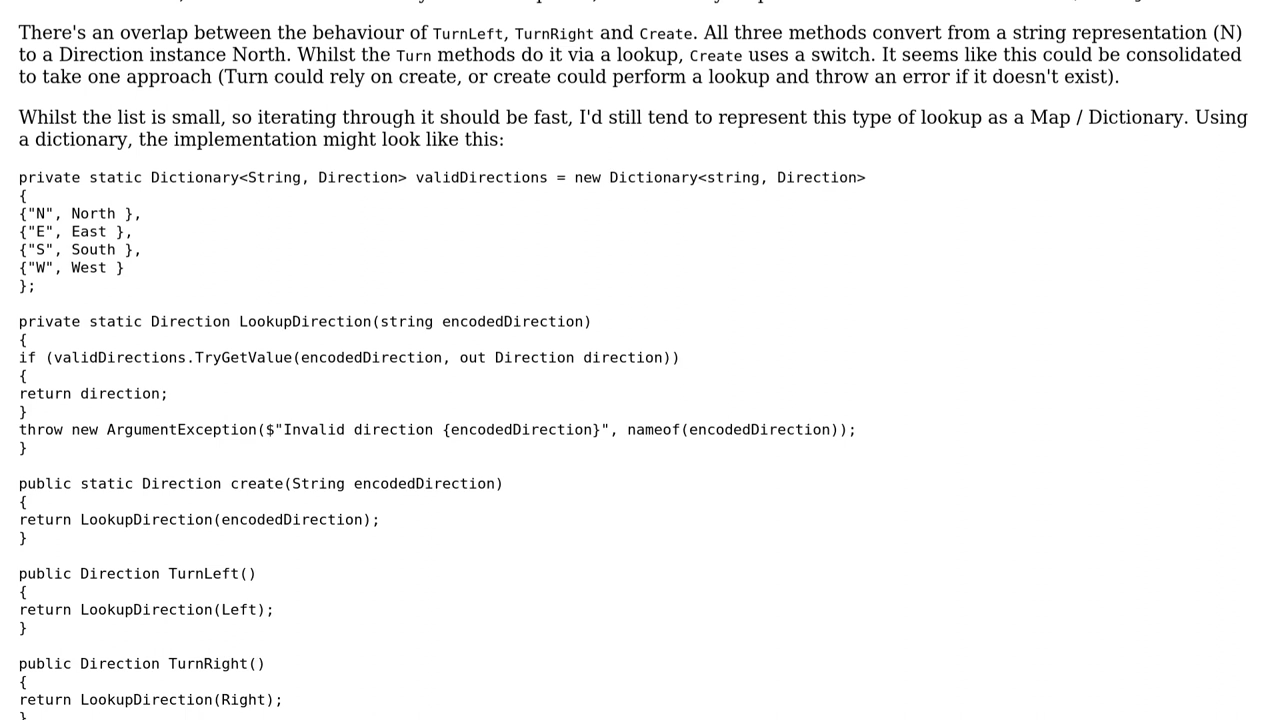 There's an overlap between the behaviour of TurnLeft, TurnRight and Create. All three methods convert from a string representation (N)
to a Direction instance North. Whilst the Turn methods do it via a lookup, Create uses a switch. It seems like this could be consolidated
to take one approach (Turn could rely on create, or create could perform a lookup and throw an error if it doesn't exist).
Whilst the list is small, so iterating through it should be fast, I'd still tend to represent this type of lookup as a Map / Dictionary. Using
a dictionary, the implementation might look like this:
private static Dictionary<String, Direction> validDirections = new Dictionary<string, Direction>
{
{"N", North },
{"E", East },
{"S", South },
{"W", West }
};
private static Direction LookupDirection(string encodedDirection)
{
if (validDirections.TryGetValue(encodedDirection, out Direction direction))
{
return direction;
}
throw new ArgumentException($"Invalid direction {encodedDirection}", nameof(encodedDirection));
}
public static Direction create(String encodedDirection)
{
return LookupDirection(encodedDirection);
}
public Direction TurnLeft()
{
return LookupDirection(Left);
}
public Direction TurnRight()
{
return LookupDirection(Right);
}